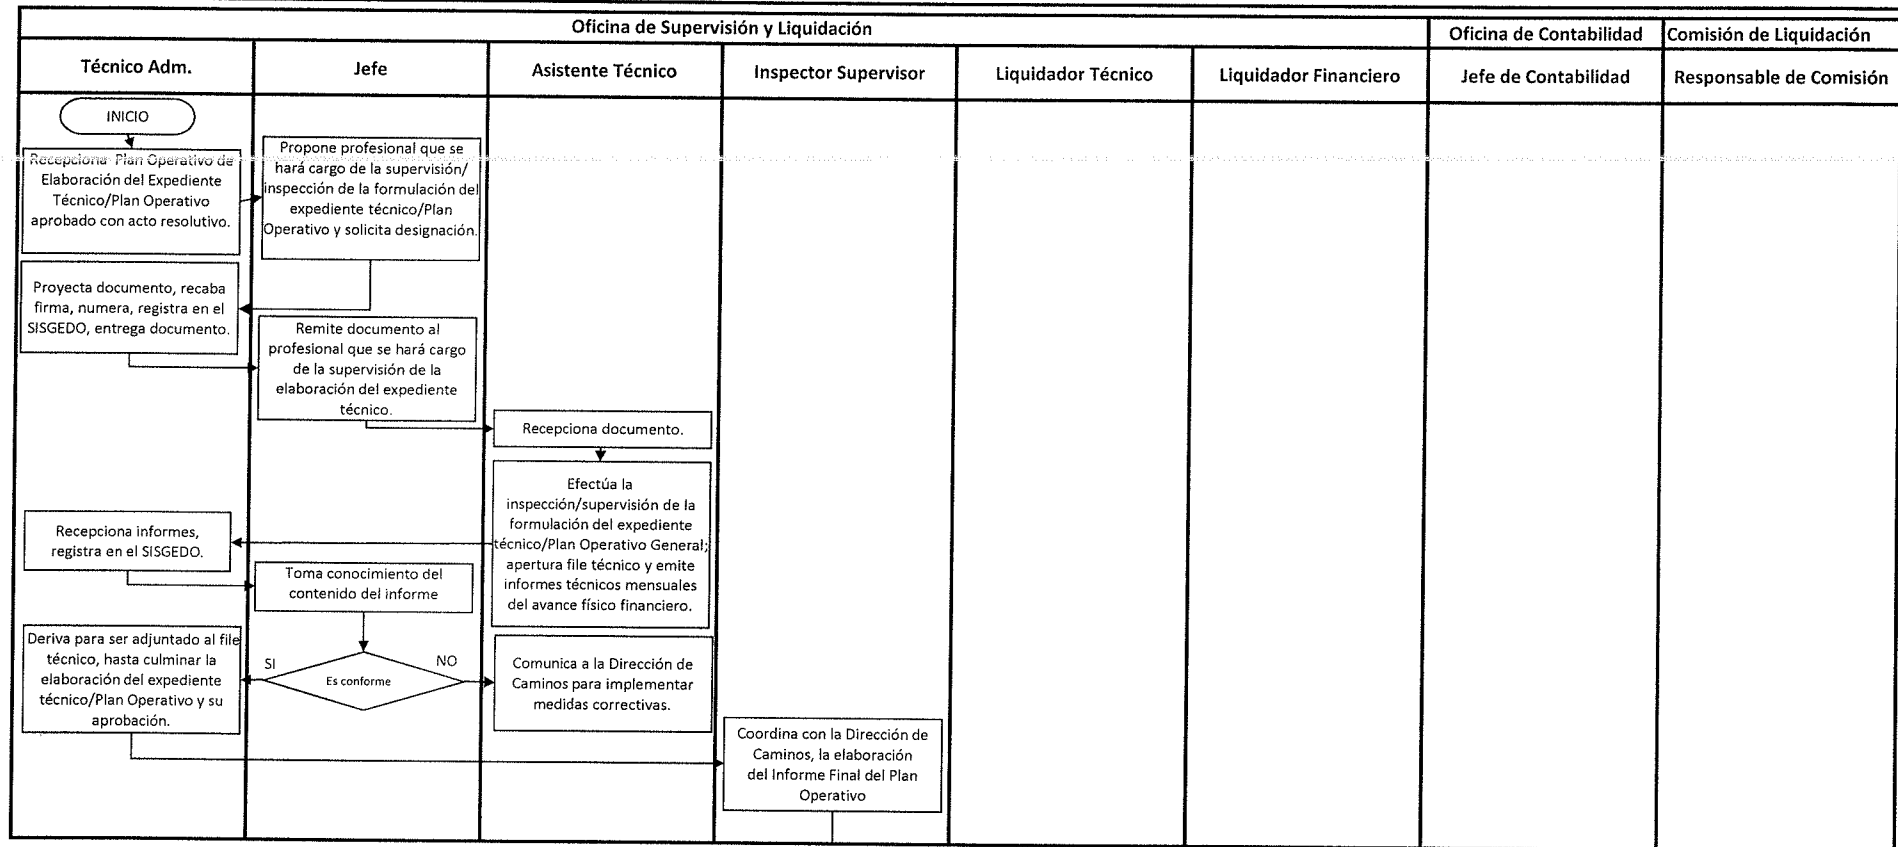 Oficina de Supervisión y Liquidación
Oficina de Contabilidad
Comisión de Liquidación
Técnico Adm.
Jefe
Asistente Técnico
Inspector Supervisor
Liquidador Técnico
Liquidador Financiero
Jefe de Contabilidad
Responsable de Comisión
INICIO
Recepciona Plan Operativo de
Elaboración del Expediente
Técnico/Plan Operativo
aprobado con acto resolutivo.
Propone profesional que se
hará cargo de la supervisión/
inspección de la formulación del
expediente técnico/Plan
Operativo y solicita designación.
Proyecta documento, recaba
firma, numera, registra en el
SISGEDO, entrega documento.
Remite documento al
profesional que se hará cargo
de la supervisión de la
elaboración del expediente
técnico.
Recepciona documento.
Efectúa la
inspección/supervisión de la
formulación del expediente
técnico/Plan Operativo General;
apertura file técnico y emite
informes técnicos mensuales
del avance físico financiero.
Recepciona informes,
registra en el SISGEDO.
Toma conocimiento del
contenido del informe
Es conforme
SI
NO
Deriva para ser adjuntado al file
técnico, hasta culminar la
elaboración del expediente
técnico/Plan Operativo y su
aprobación.
Comunica a la Dirección de
Caminos para implementar
medidas correctivas.
Coordina con la Dirección de
Caminos, la elaboración
del Informe Final del Plan
Operativo